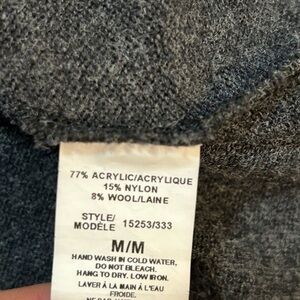 77% ACRYLIC/ACRYLIQUE
15% NYLON
8% WOOL/LAINE
STYLE/
MODÈLE 15253/333
M/M
HAND WASH IN COLD WATER.
DO NOT BLEACH.
HANG TO DRY. LOW IRON.
LAVER À LA MAIN À L'EAU
FROIDE.